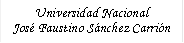 Universidad Nacional
José Faustino Sánchez Carrión